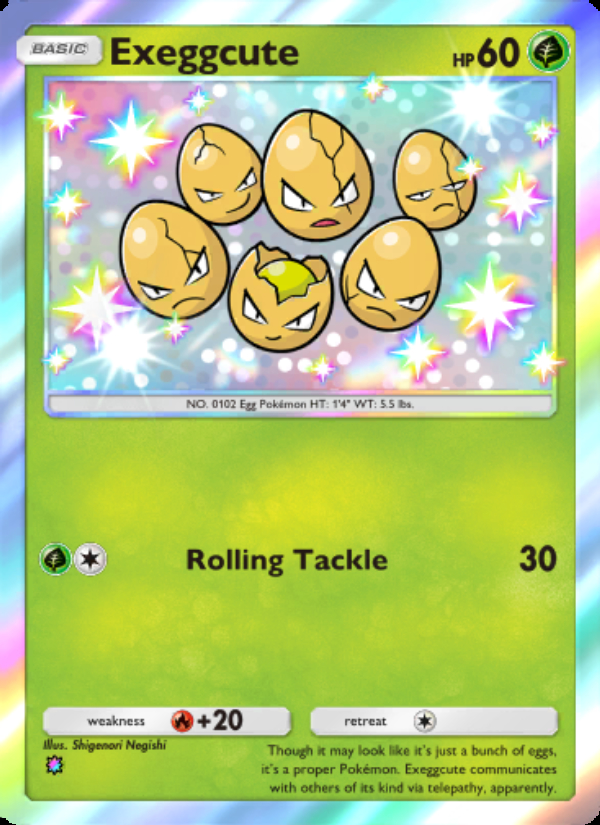 BASIC Exeggcute HP 60
NO. 0102 Egg Pokémon HT: 1'4" WT: 5.5 lbs.
Rolling Tackle 30
weakness +20 retreat
Illus. Shigenori Negishi
Though it may look like it's just a bunch of eggs,
it's a proper Pokémon. Exeggcute communicates
with others of its kind via telepathy, apparently.